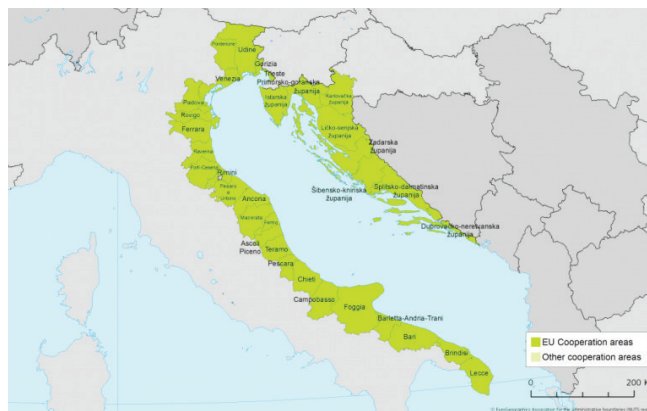 Pordenone
Udine
Gorizia
Trieste
Venezia
Primorsko-goranska
županija
Istarska
županija
Karlovačka
županija
Padova
Rovigo
Ferrara
Ličko-senjska
županija
Ravenna
Zadarska
županija
Forlì-Cesena
Rimini
Pesaro
e
Urbino
Ancona
Šibensko-kninska
županija
Splitsko-dalmatinska
županija
Macerata
Fermo
Dubrovačko-neretvanska
županija
Ascoli
Piceno
Teramo
Pescara
Chieti
Campobasso
Foggia
Barletta-Andria-Trani
Bari
Brindisi
Lecce
EU Cooperation areas
Other cooperation areas
0
200 K